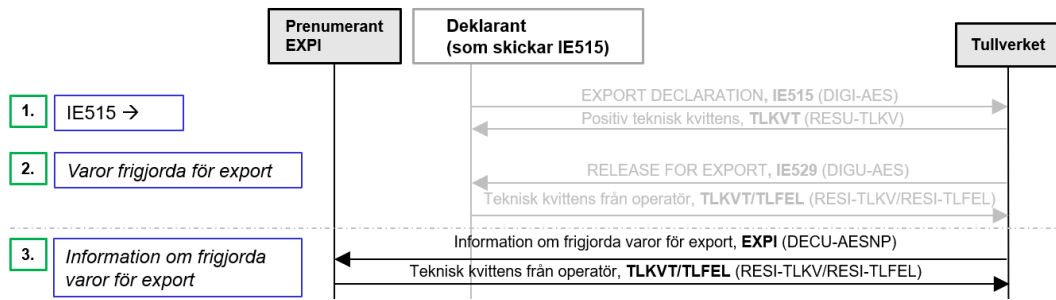 Prenumerant
EXPI
Deklarant
(som skickar IE515)
Tullverket
1.
IE515 →
EXPORT DECLARATION, IE515 (DIGI-AES)
Positiv teknisk kvittens, TLKVT (RESU-TLKV)
2.
Varor frigjorda för export
RELEASE FOR EXPORT, IE529 (DIGU-AES)
Teknisk kvittens från operatör, TLKVT/TLFEL (RESI-TLKV/RESI-TLFEL)
3.
Information om frigjorda
varor för export
Information om frigjorda varor för export, EXPI (DECU-AESNP)
Teknisk kvittens från operatör, TLKVT/TLFEL (RESI-TLKV/RESI-TLFEL)